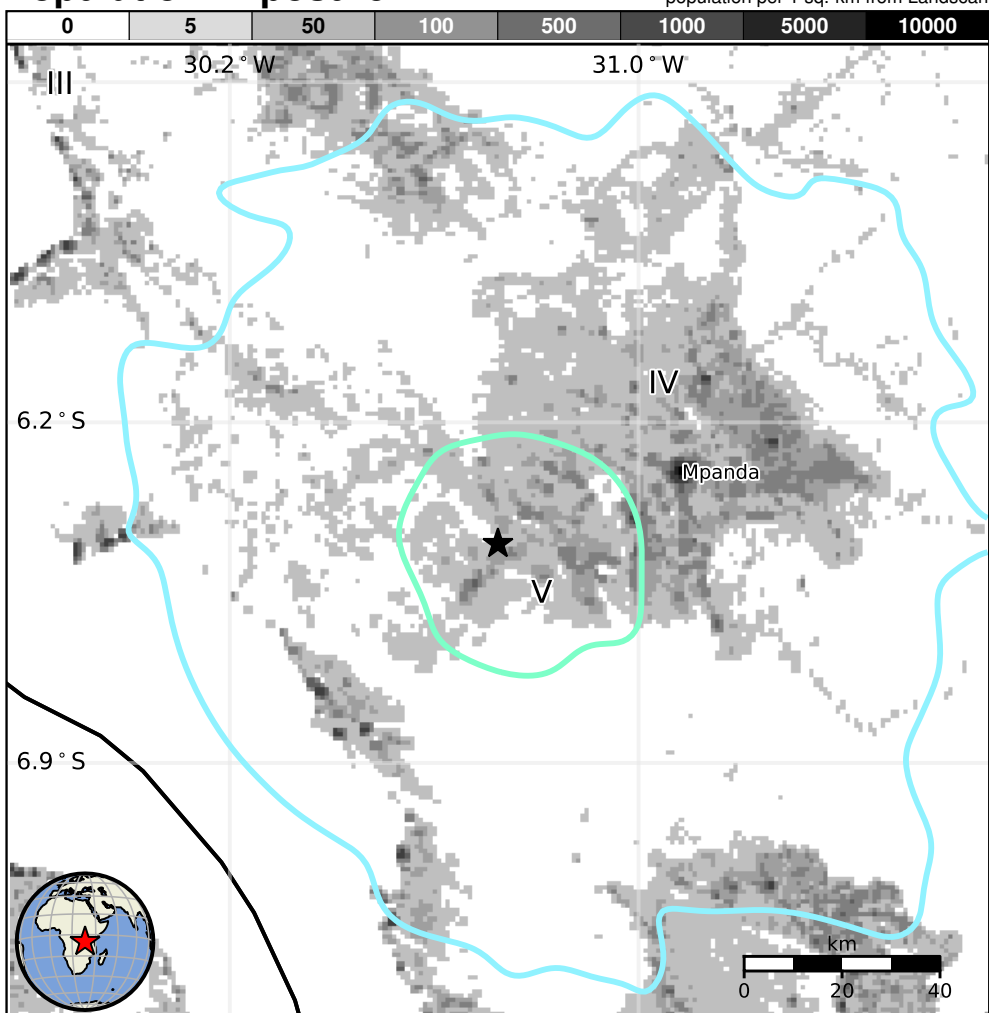 population per 1 sq. km from Landscan
0 5 50 100 500 1000 5000 10000
30.2°W 31.0°W
III
IV
6.2°S
Mpanda
V
6.9°S
km
0 20 40